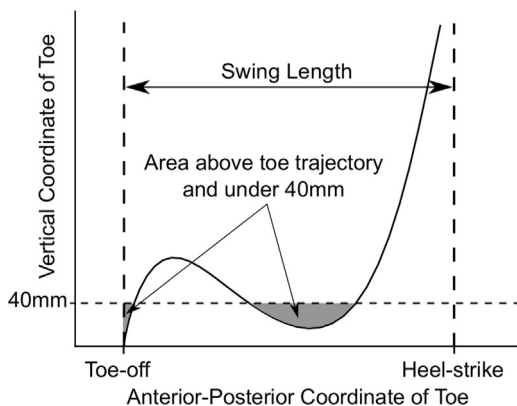 Swing Length
Area above toe trajectory
and under 40mm
Vertical Coordinate of Toe
40mm
Toe-off
Heel-strike
Anterior-Posterior Coordinate of Toe